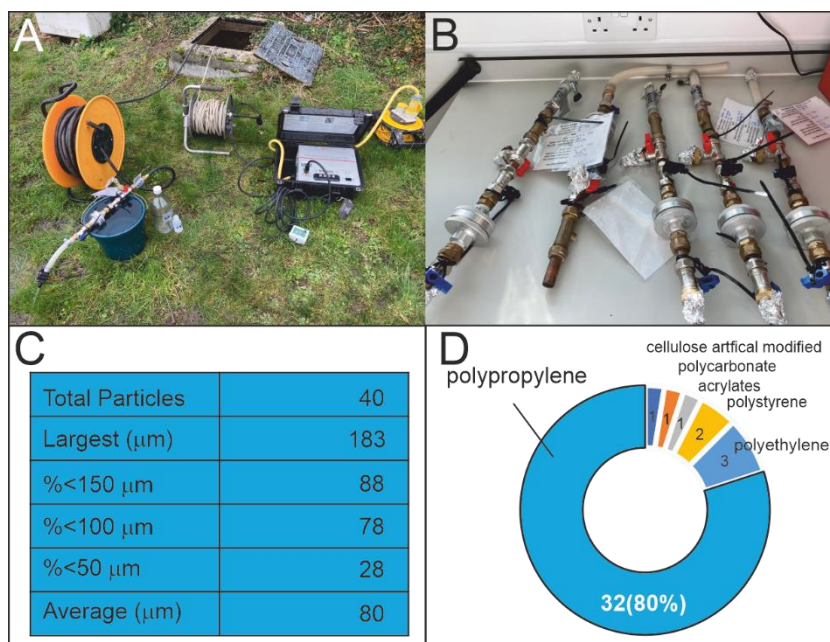 A
B
C
Total Particles 40
Largest (μm) 183
%<150 μm 88
%<100 μm 78
%<50 μm 28
Average (μm) 80
D
cellulose artfical modified
polycarbonate
acrylates
polystyrene
polyethylene
polypropylene
1
1
1
2
3
32(80%)